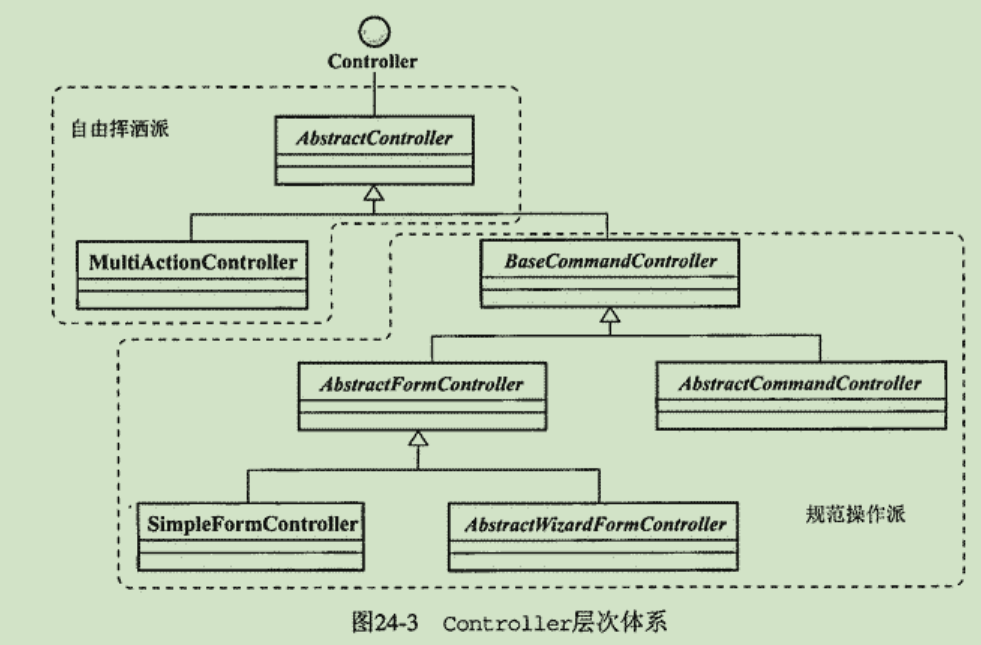 Controller
自由挥洒派
AbstractController
MultiActionController
BaseCommandController
AbstractFormController
AbstractCommandController
SimpleFormController
AbstractWizardFormController
规范操作派
图24-3 Controller层次体系